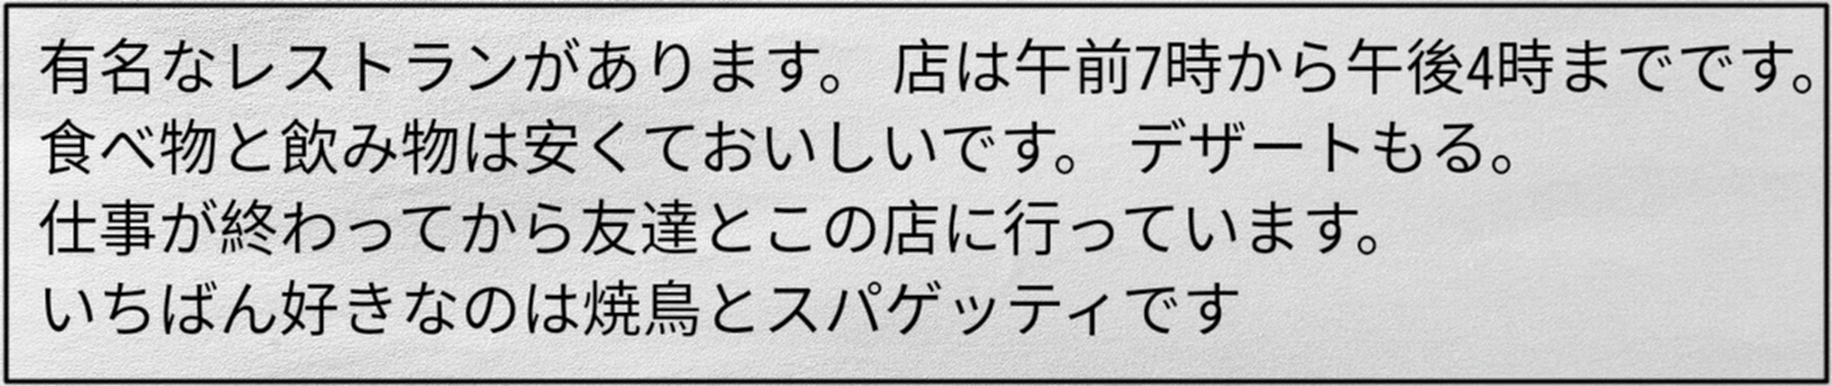 有名なレストランがあります。 店は午前7時から午後4時までです。
食べ物と飲み物は安くておいしいです。 デザートもる。
仕事が終わってから友達とこの店に行っています。
いちばん好きなのは焼鳥とスパゲッティです